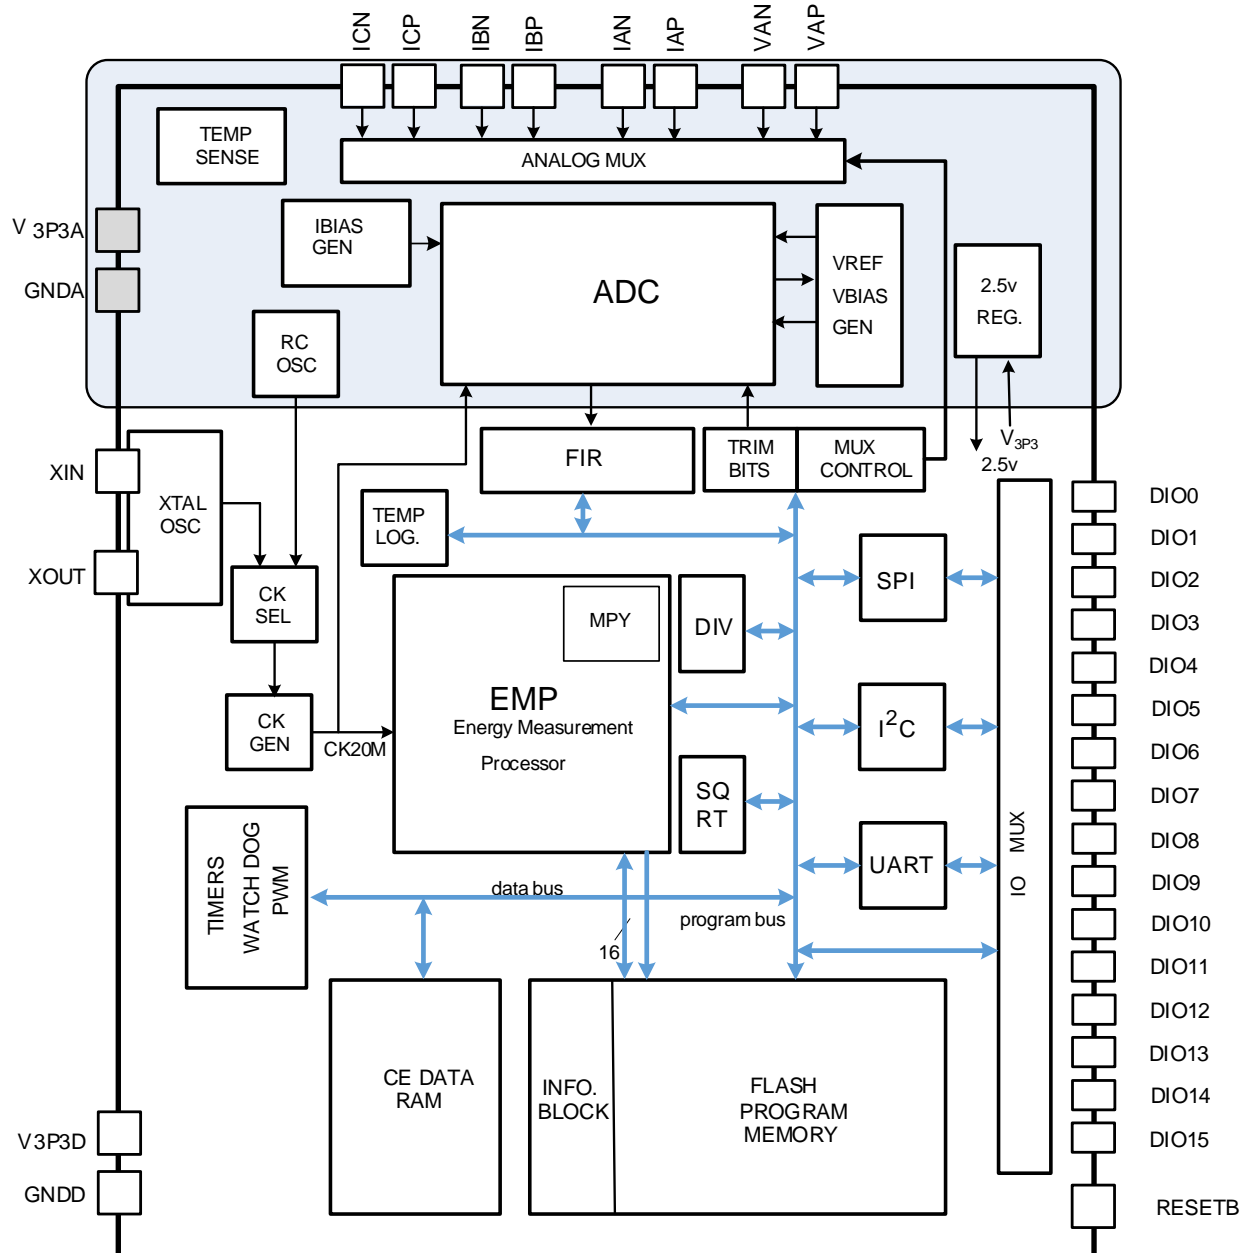 ICN
ICP
IBN
IBP
IAN
IAP
VAN
VAP
TEMP
SENSE
ANALOG MUX
V 3P3A
GNDA
IBIAS
GEN
ADC
VREF
VBIAS
GEN
2.5v
REG.
RC
OSC
V3P3
2.5v
XIN
XOUT
XTAL
OSC
FIR
TRIM
BITS
MUX
CONTROL
TEMP
LOG.
CK
SEL
CK
GEN
CK20M
MPY
EMP
Energy Measurement
Processor
DIV
SQ
RT
SPI
I2C
UART
IO MUX
TIMERS
WATCH DOG
PWM
data bus
program bus
16
CE DATA
RAM
INFO.
BLOCK
FLASH
PROGRAM
MEMORY
V3P3D
GNDD
DIO0
DIO1
DIO2
DIO3
DIO4
DIO5
DIO6
DIO7
DIO8
DIO9
DIO10
DIO11
DIO12
DIO13
DIO14
DIO15
RESETB